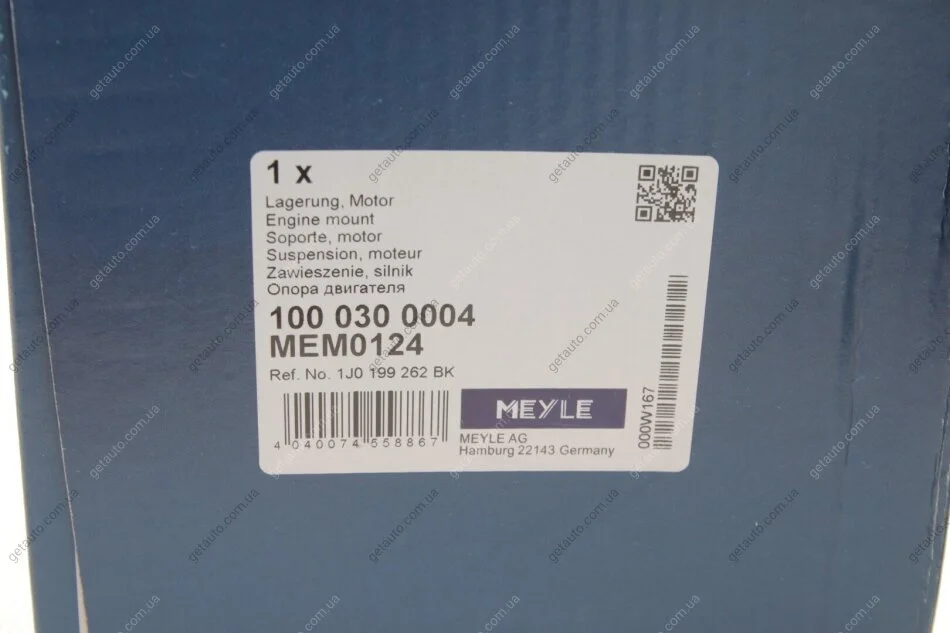 1 x
Lagerung, Motor
Engine mount
Soporte, motor
Suspension, moteur
Zawieszenie, silnik
Опора двигателя
100 030 0004
MEM0124
Ref. No. 1J0 199 262 BK
4 040074 558867
MEYLE
MEYLE AG
Hamburg 22143 Germany
000W167
getauto.com.ua